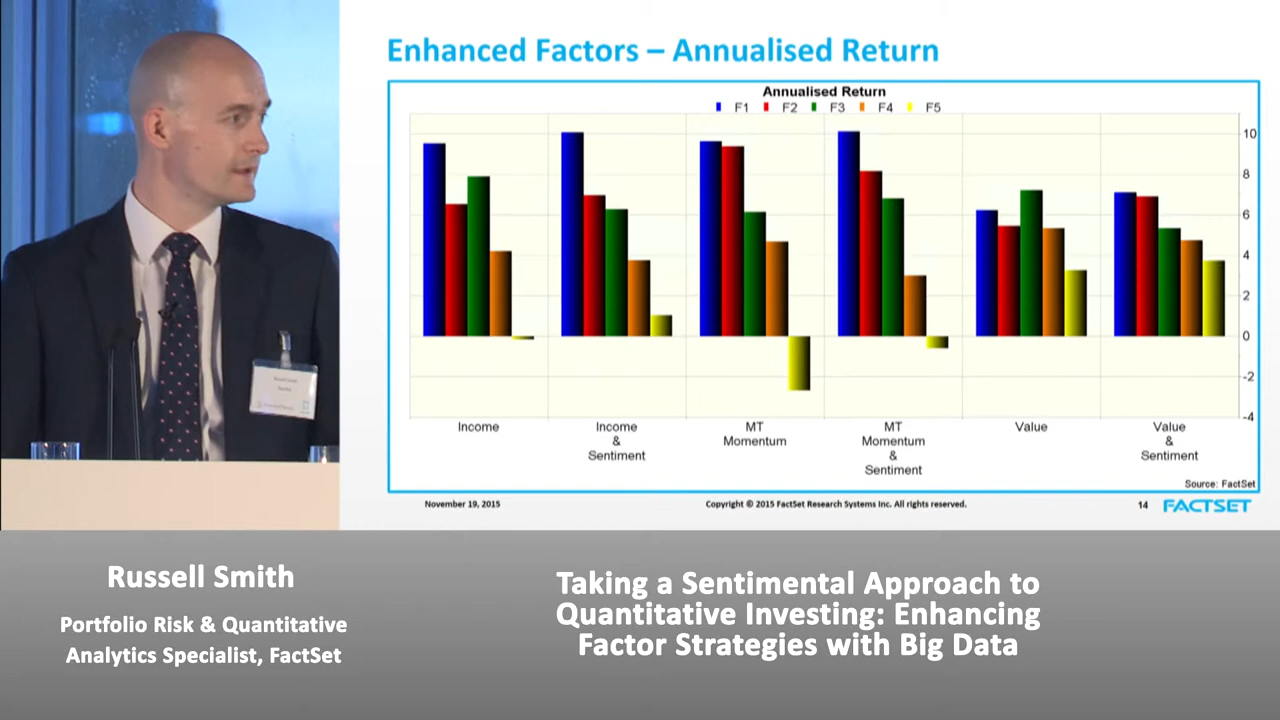 Enhanced Factors – Annualised Return
Annualised Return
F1 F2 F3 F4 F5
10
8
6
4
2
0
-2
-4
Income
Income
&
Sentiment
MT
Momentum
MT
Momentum
&
Sentiment
Value
Value
&
Sentiment
Source: FactSet
November 19, 2015
Copyright © 2015 FactSet Research Systems Inc. All rights reserved.
14
FACTSET
Russell Smith
Portfolio Risk & Quantitative
Analytics Specialist, FactSet
Taking a Sentimental Approach to
Quantitative Investing: Enhancing
Factor Strategies with Big Data